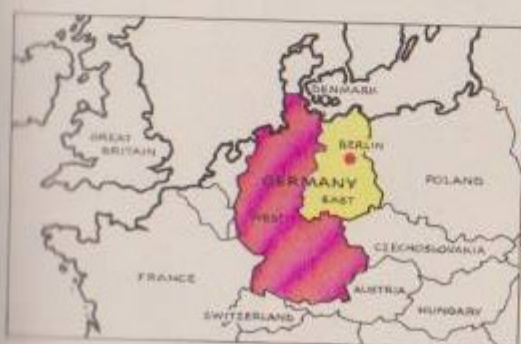 DENMARK
GREAT
BRITAIN
BERLIN
GERMANY
POLAND
EAST
WEST
CZECHOSLOVAKIA
FRANCE
AUSTRIA
HUNGARY
SWITZERLAND